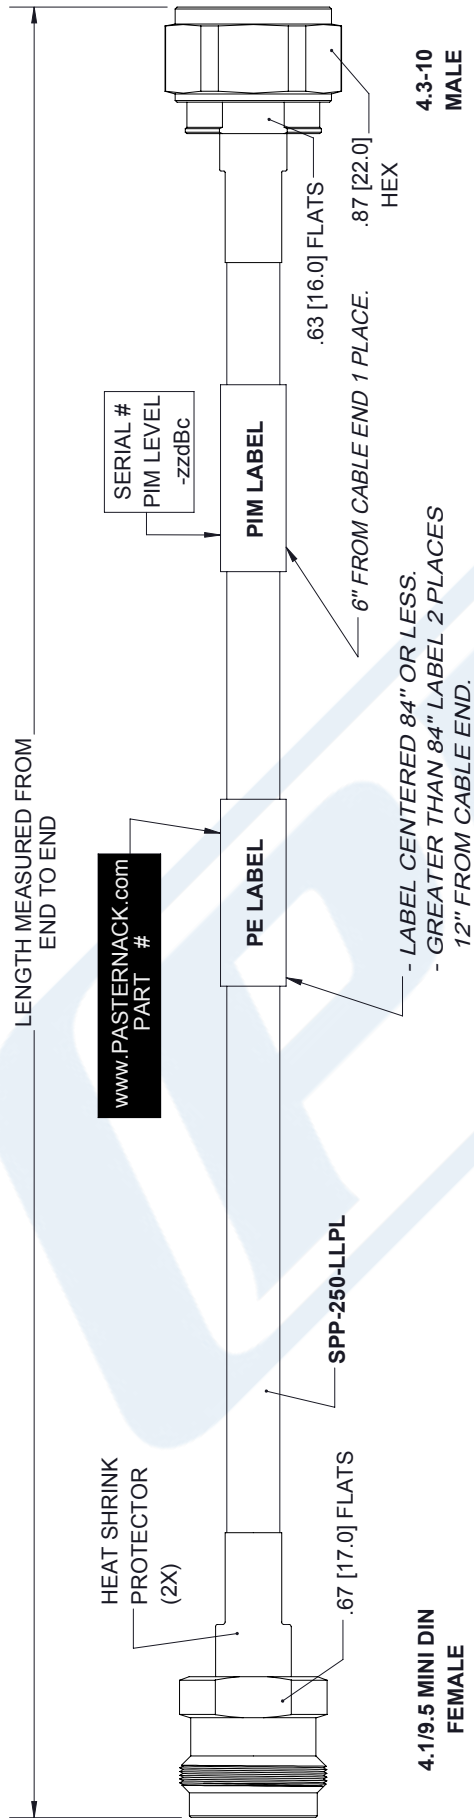 LENGTH MEASURED FROM
END TO END
HEAT SHRINK
PROTECTOR
(2X)
www.PASTERNACK.com
PART #
SERIAL #
PIM LEVEL
-zzdBc
PE LABEL
PIM LABEL
.67 [17.0] FLATS
SPP-250-LLPL
- LABEL CENTERED 84" OR LESS.
- GREATER THAN 84" LABEL 2 PLACES
12" FROM CABLE END.
6" FROM CABLE END 1 PLACE.
.63 [16.0] FLATS
.87 [22.0]
HEX
4.1/9.5 MINI DIN
FEMALE
4.3-10
MALE